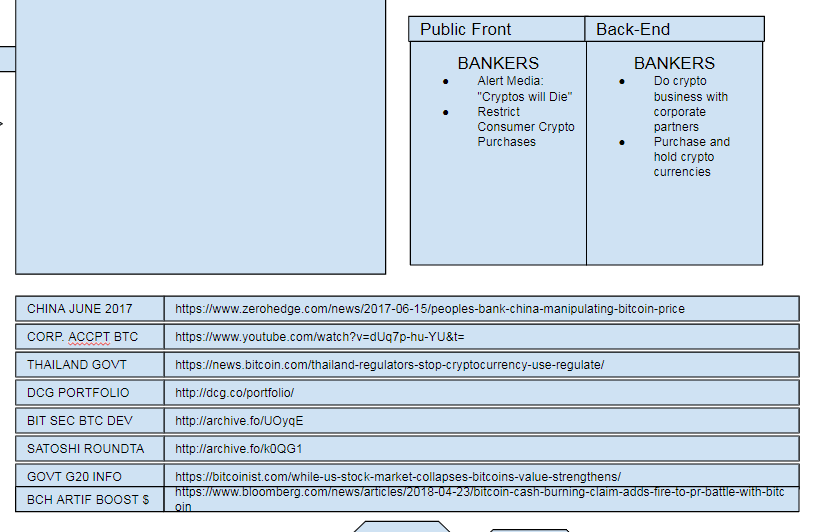 Public Front
Back-End
BANKERS
● Alert Media:
"Cryptos will Die"
● Restrict
Consumer Crypto
Purchases
BANKERS
● Do crypto
business with
corporate
partners
● Purchase and
hold crypto
currencies
CHINA JUNE 2017 https://www.zerohedge.com/news/2017-06-15/peoples-bank-china-manipulating-bitcoin-price
CORP. ACCPT BTC https://www.youtube.com/watch?v=dUq7p-hu-YU&t=
THAILAND GOVT https://news.bitcoin.com/thailand-regulators-stop-cryptocurrency-use-regulate/
DCG PORTFOLIO http://dcg.co/portfolio/
BIT SEC BTC DEV http://archive.fo/UOyqE
SATOSHI ROUNDTA http://archive.fo/k0QG1
GOVT G20 INFO https://bitcoinist.com/while-us-stock-market-collapses-bitcoins-value-strengthens/
BCH ARTIF BOOST $ https://www.bloomberg.com/news/articles/2018-04-23/bitcoin-cash-burning-claim-adds-fire-to-pr-battle-with-bitc
oin